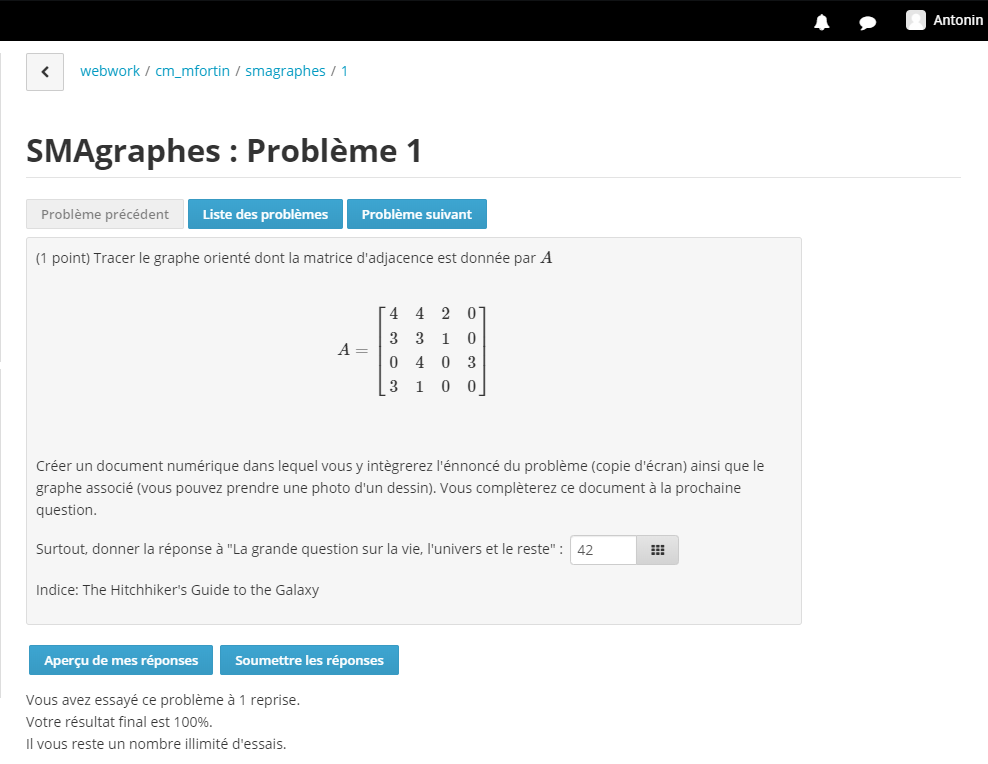 Antonin
webwork / cm_mfortin / smagraphes / 1
SMAgraphes : Problème 1
Problème précédent Liste des problèmes Problème suivant
(1 point) Tracer le graphe orienté dont la matrice d'adjacence est donnée par A
A =
4 4 2 0
3 3 1 0
0 4 0 3
3 1 0 0
Créer un document numérique dans lequel vous y intègrerez l'énnoncé du problème (copie d'écran) ainsi que le
graphe associé (vous pouvez prendre une photo d'un dessin). Vous complèterez ce document à la prochaine
question.
Surtout, donner la réponse à "La grande question sur la vie, l'univers et le reste" : 42
Indice: The Hitchhiker's Guide to the Galaxy
Aperçu de mes réponses Soumettre les réponses
Vous avez essayé ce problème à 1 reprise.
Votre résultat final est 100%.
Il vous reste un nombre illimité d'essais.